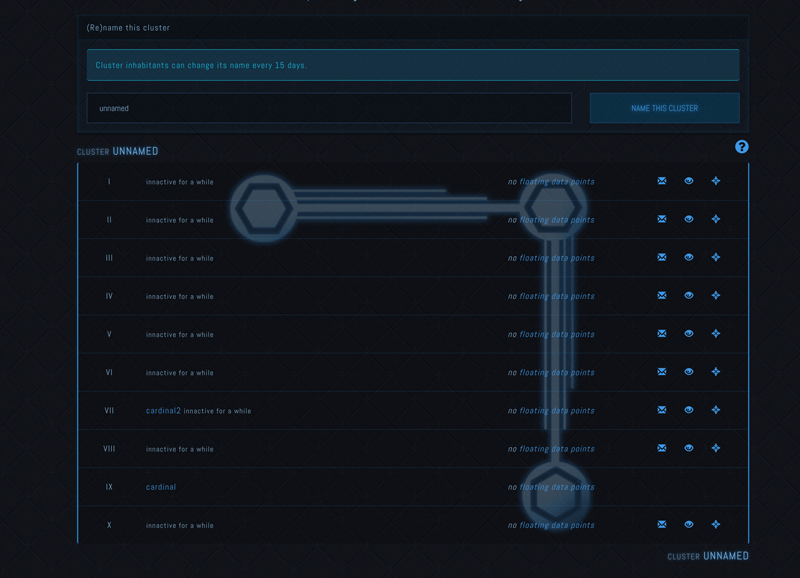 (Re)name this cluster
Cluster inhabitants can change its name every 15 days.
unnamed NAME THIS CLUSTER
CLUSTER UNNAMED ?
I innactive for a while no floating data points
II innactive for a while no floating data points
III innactive for a while no floating data points
IV innactive for a while no floating data points
V innactive for a while no floating data points
VI innactive for a while no floating data points
VII cardinal2 innactive for a while no floating data points
VIII innactive for a while no floating data points
IX cardinal no floating data points
X innactive for a while no floating data points
CLUSTER UNNAMED